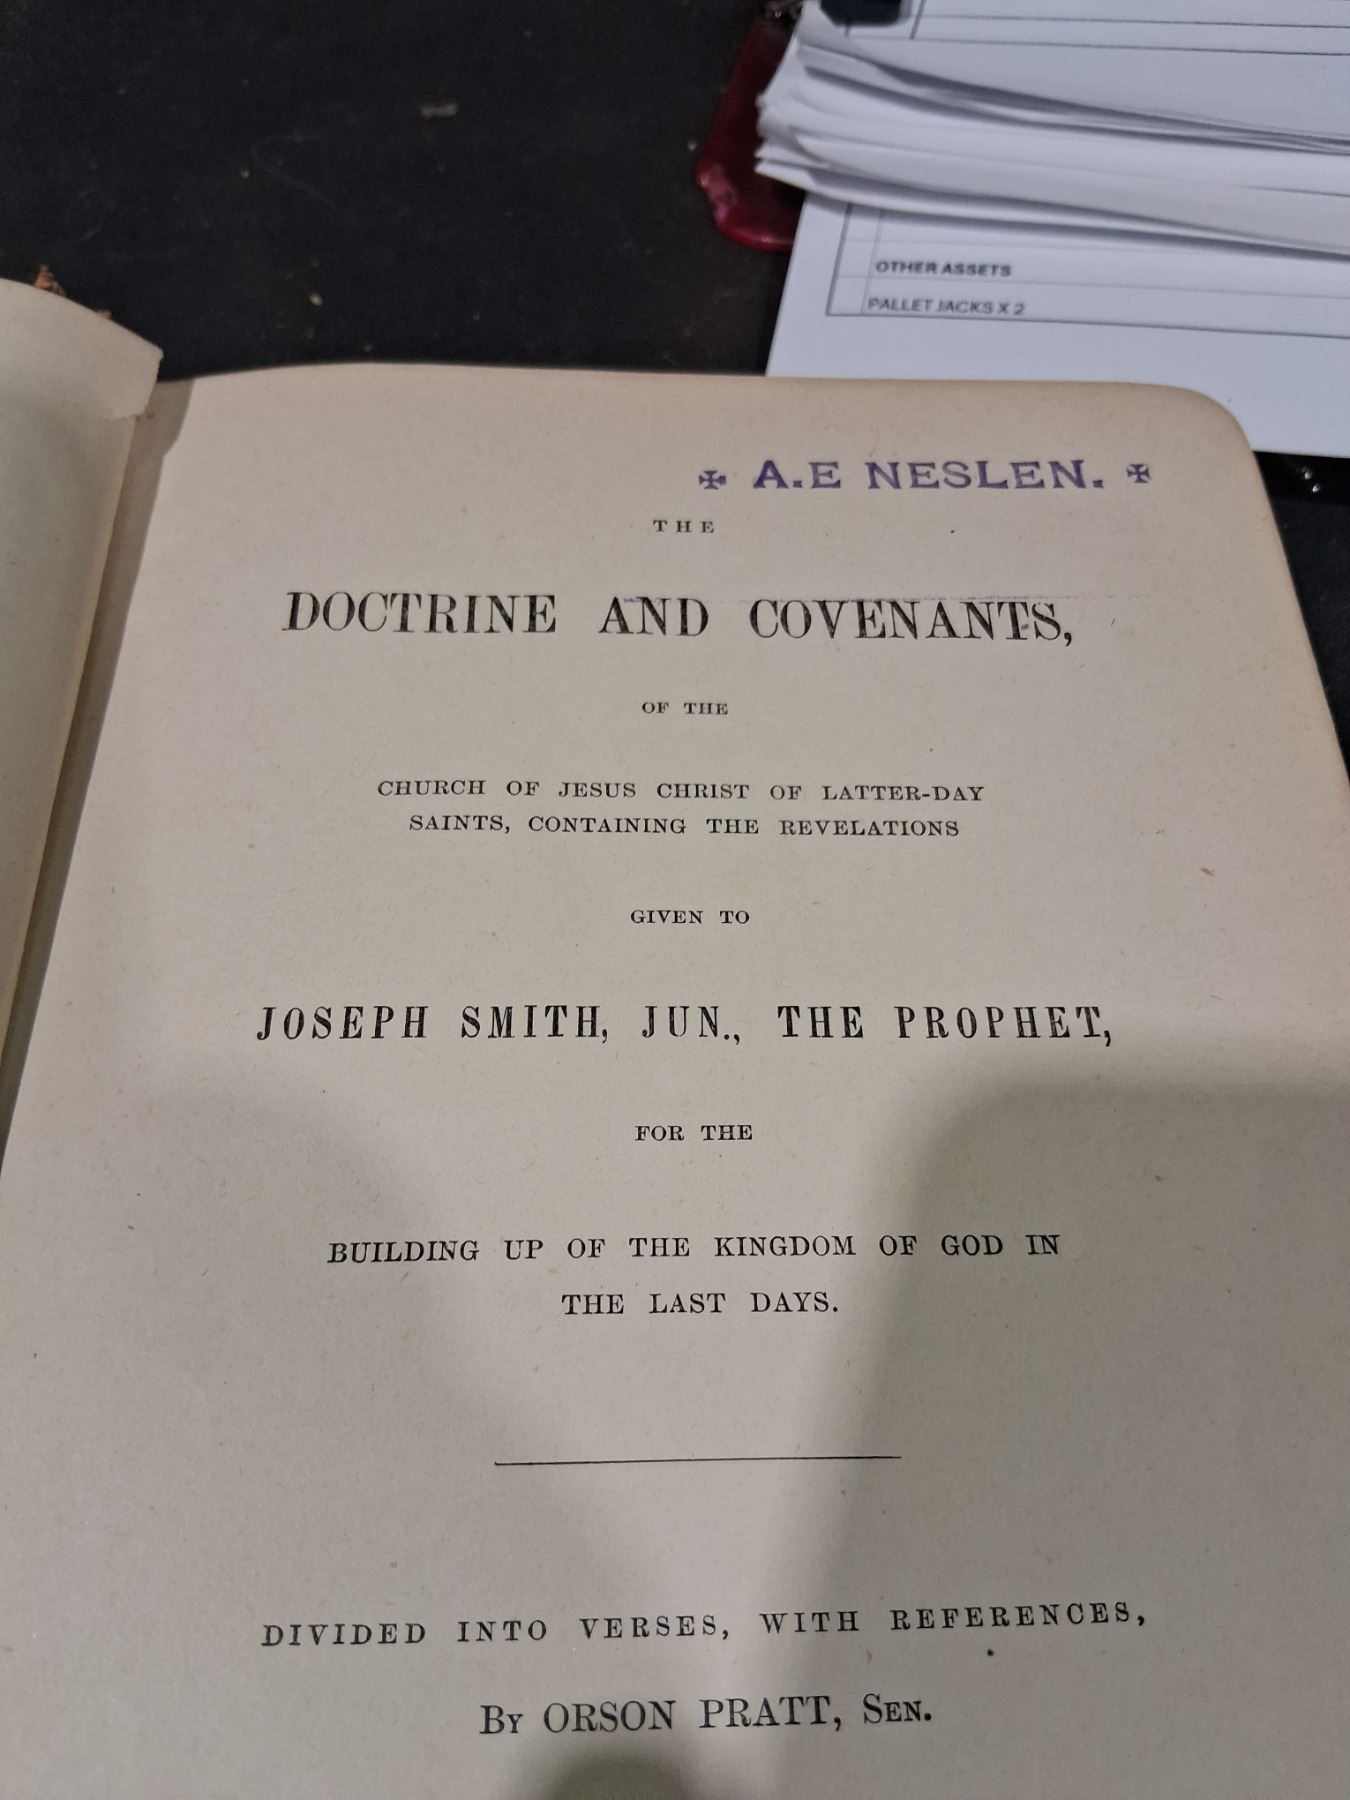 OTHER ASSETS
PALLET JACKS X 2
✠ A.E NESLEN. ✠
THE
DOCTRINE AND COVENANTS,
OF THE
CHURCH OF JESUS CHRIST OF LATTER-DAY
SAINTS, CONTAINING THE REVELATIONS
GIVEN TO
JOSEPH SMITH, JUN., THE PROPHET,
FOR THE
BUILDING UP OF THE KINGDOM OF GOD IN
THE LAST DAYS.
DIVIDED INTO VERSES, WITH REFERENCES,
BY ORSON PRATT, SEN.